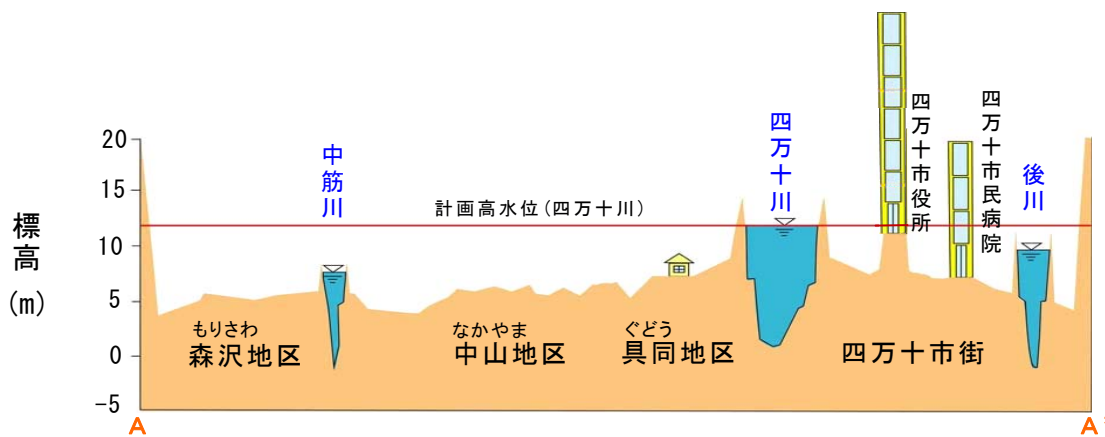 標高
(m)
20
15
10
5
0
-5
中筋川
計画高水位(四万十川)
四万十川
四万十市役所
四万十市民病院
後川
もりさわ
森沢地区
なかやま
中山地区
ぐどう
具同地区
四万十市街
A
A'